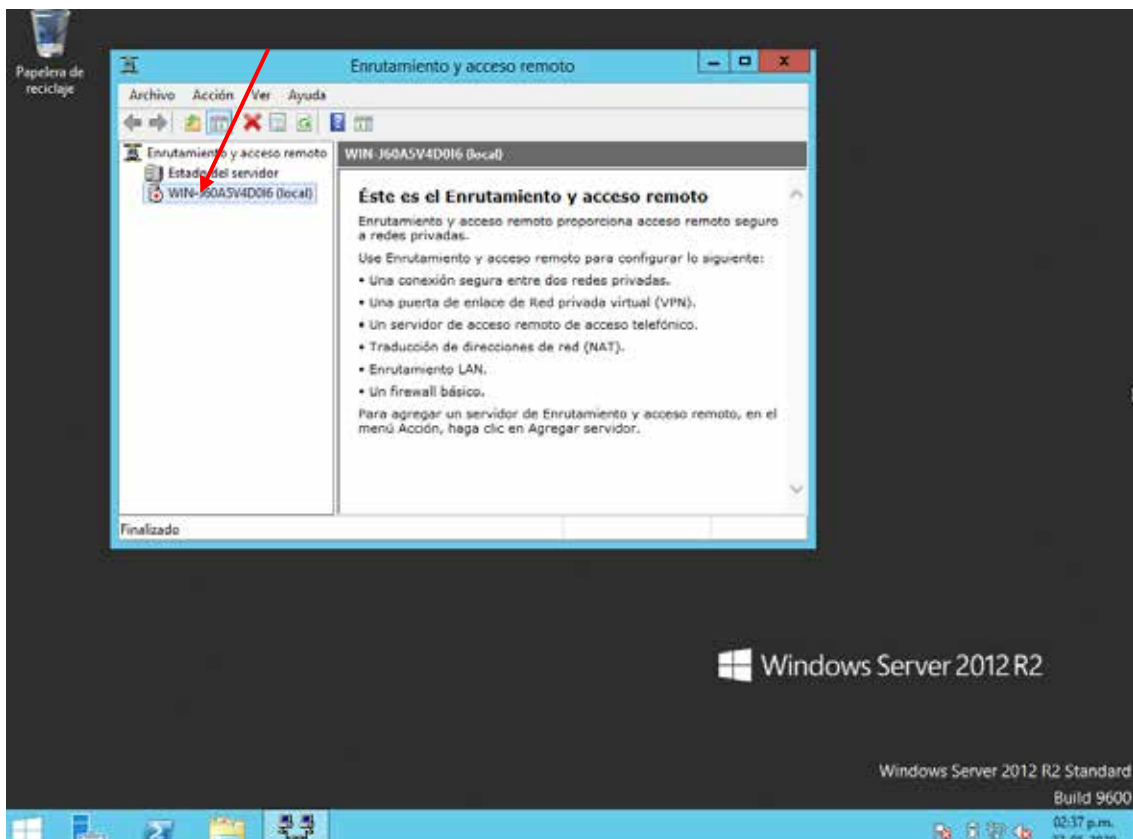 Papelera de
reciclaje
Enrutamiento y acceso remoto
Archivo Acción Ver Ayuda
Enrutamiento y acceso remoto
Estado del servidor
WIN-J60A5V4D0I6 (local)
WIN-J60A5V4D0I6 (local)
Éste es el Enrutamiento y acceso remoto
Enrutamiento y acceso remoto proporciona acceso remoto seguro
a redes privadas.
Use Enrutamiento y acceso remoto para configurar lo siguiente:
• Una conexión segura entre dos redes privadas.
• Una puerta de enlace de Red privada virtual (VPN).
• Un servidor de acceso remoto de acceso telefónico.
• Traducción de direcciones de red (NAT).
• Enrutamiento LAN.
• Un firewall básico.
Para agregar un servidor de Enrutamiento y acceso remoto, en el
menú Acción, haga clic en Agregar servidor.
Finalizado
Windows Server 2012 R2
Windows Server 2012 R2 Standard
Build 9600
02:37 p.m.